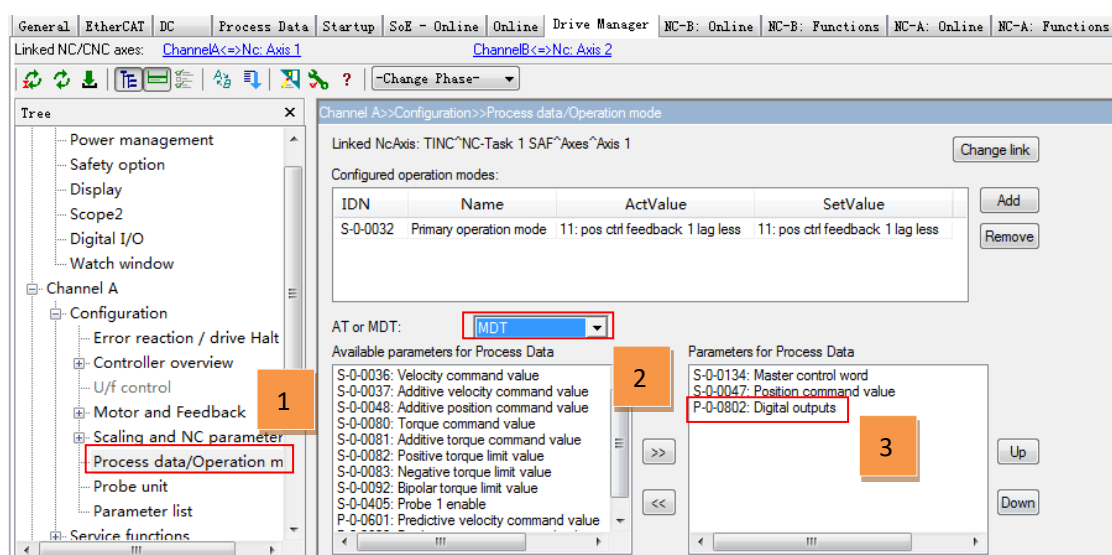 General EtherCAT DC Process Data Startup SoE - Online Online Drive Manager NC-B: Online NC-B: Functions NC-A: Online NC-A: Functions
Linked NC/CNC axes: ChannelA<=>Nc: Axis 1 ChannelB<=>Nc: Axis 2
? -Change Phase-
Tree
Power management
Safety option
Display
Scope2
Digital I/O
Watch window
Channel A
Configuration
Error reaction / drive Halt
Controller overview
U/f control
Motor and Feedback
Scaling and NC parameter
Process data/Operation m
Probe unit
Parameter list
Service functions
1
Channel A>>Configuration>>Process data/Operation mode
Linked NcAxis: TINC^NC-Task 1 SAF^Axes^Axis 1
Change link
Configured operation modes:
IDN Name ActValue SetValue
S-0-0032 Primary operation mode 11: pos ctrl feedback 1 lag less 11: pos ctrl feedback 1 lag less
Add
Remove
AT or MDT: MDT
Available parameters for Process Data
S-0-0036: Velocity command value
S-0-0037: Additive velocity command value
S-0-0048: Additive position command value
S-0-0080: Torque command value
S-0-0081: Additive torque command value
S-0-0082: Positive torque limit value
S-0-0083: Negative torque limit value
S-0-0092: Bipolar torque limit value
S-0-0405: Probe 1 enable
P-0-0601: Predictive velocity command value
2
>>
<<
Parameters for Process Data
S-0-0134: Master control word
S-0-0047: Position command value
P-0-0802: Digital outputs
3
Up
Down